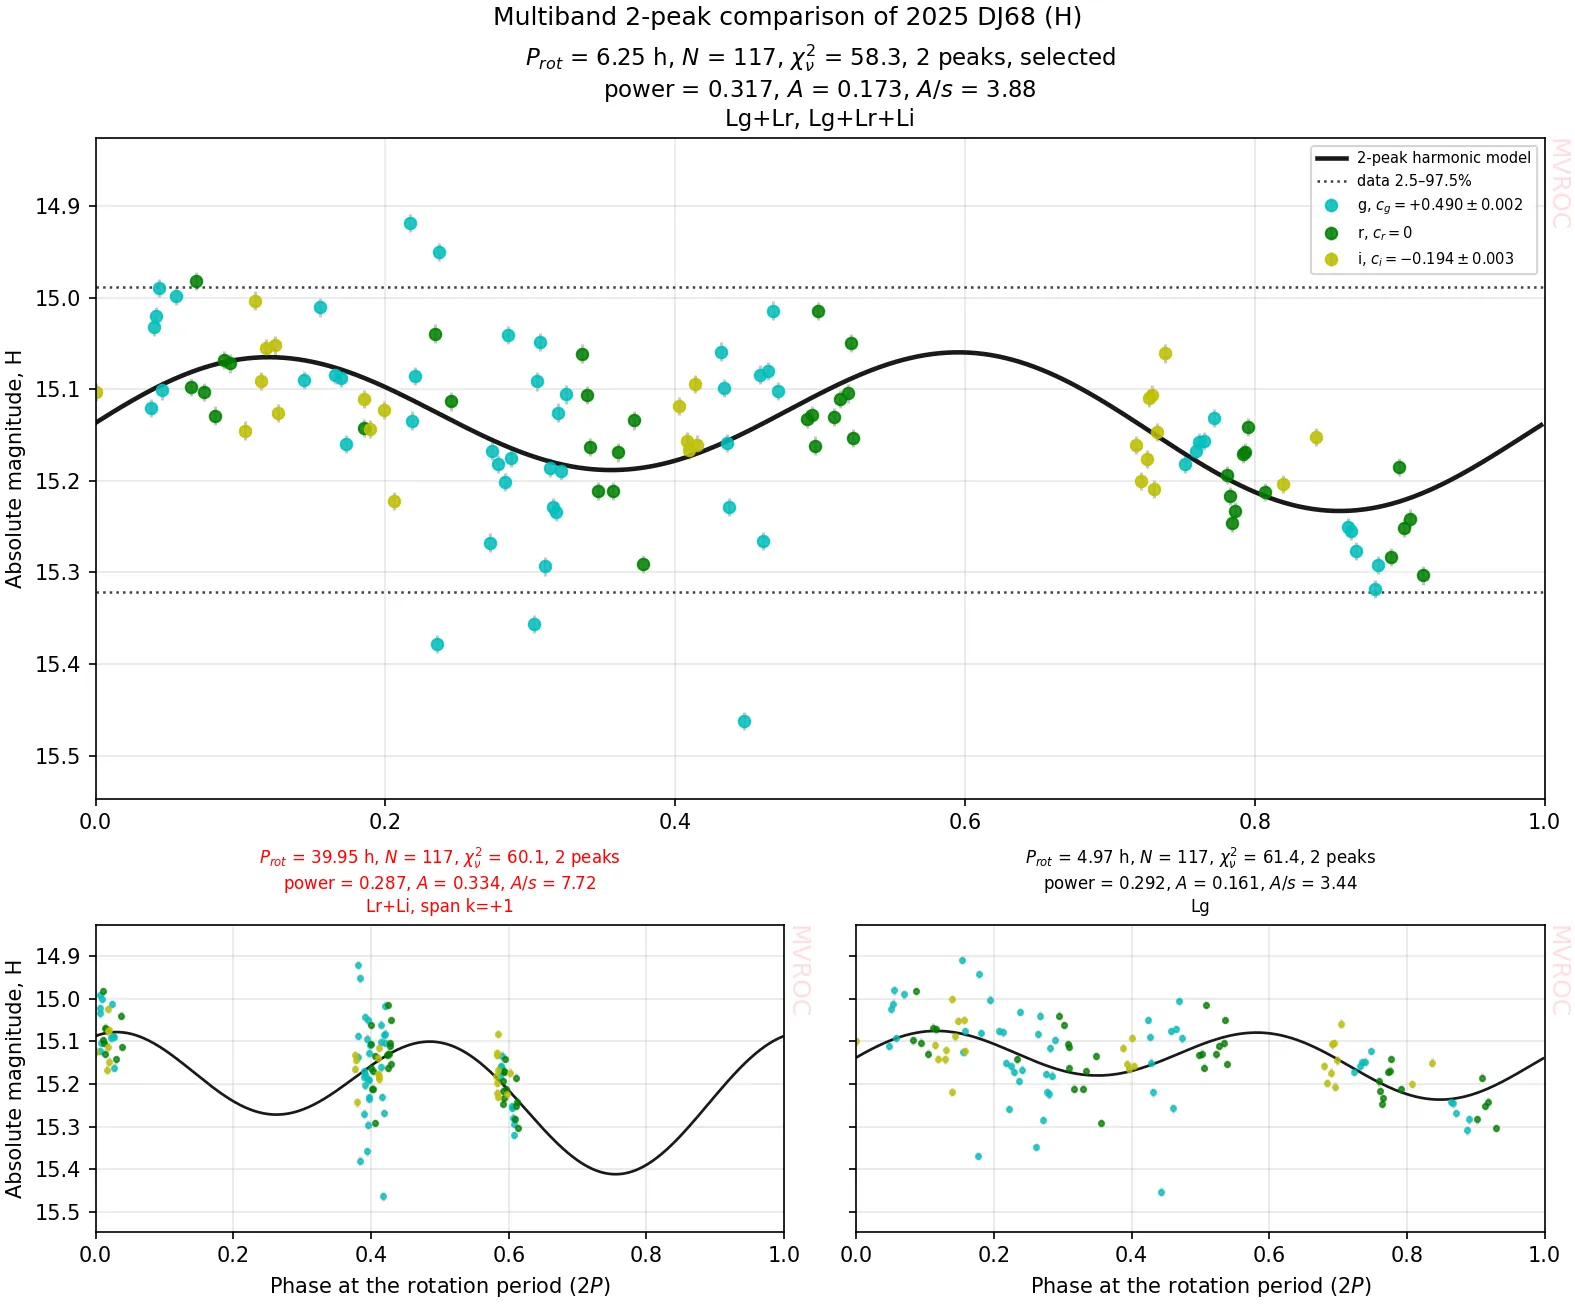 Multiband 2-peak comparison of 2025 DJ68 (H)
P_rot = 6.25 h, N = 117, χ²_ν = 58.3, 2 peaks, selected
power = 0.317, A = 0.173, A/s = 3.88
Lg+Lr, Lg+Lr+Li
MVROC
2-peak harmonic model
data 2.5–97.5%
g, c_g = +0.490 ± 0.002
r, c_r = 0
i, c_i = −0.194 ± 0.003
Absolute magnitude, H
14.9
15.0
15.1
15.2
15.3
15.4
15.5
0.0 0.2 0.4 0.6 0.8 1.0
P_rot = 39.95 h, N = 117, χ²_ν = 60.1, 2 peaks
power = 0.287, A = 0.334, A/s = 7.72
Lr+Li, span k=+1
MVROC
Absolute magnitude, H
14.9
15.0
15.1
15.2
15.3
15.4
15.5
0.0 0.2 0.4 0.6 0.8 1.0
Phase at the rotation period (2P)
P_rot = 4.97 h, N = 117, χ²_ν = 61.4, 2 peaks
power = 0.292, A = 0.161, A/s = 3.44
Lg
MVROC
0.0 0.2 0.4 0.6 0.8 1.0
Phase at the rotation period (2P)